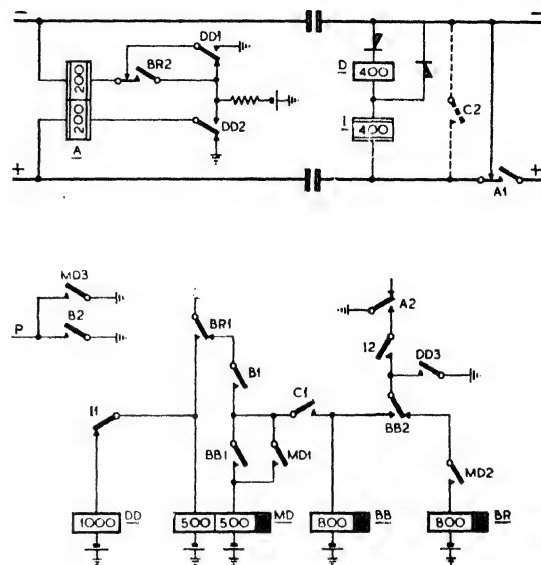 − −
DD1
BR2
200
200
A
DD2
D
400
I
400
C2
A1
+ +
MD3
P
B2
BR1
B1
I1
C1
BB1
MD1
A2
I2
DD3
BB2
MD2
1000 DD
500 500 MD
800 BB
800 BR